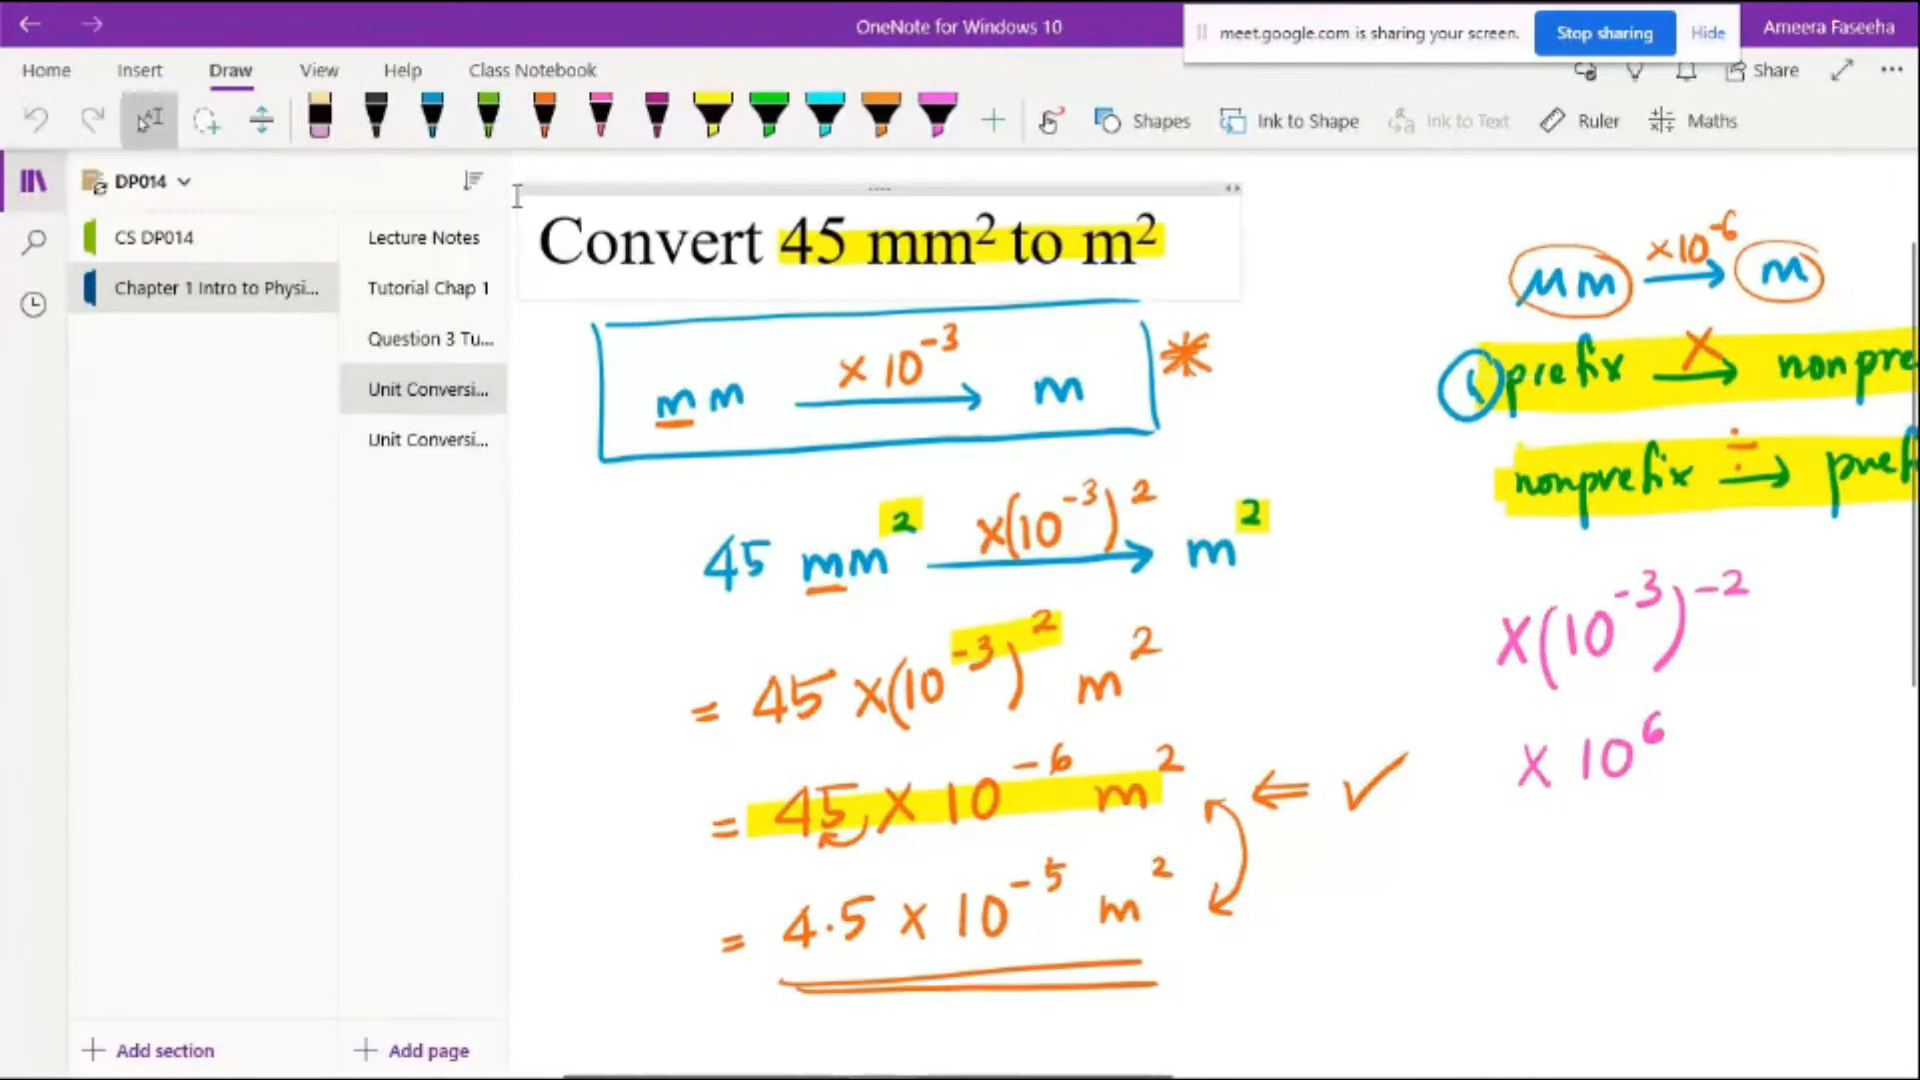 OneNote for Windows 10
meet.google.com is sharing your screen.
Stop sharing
Hide
Ameera Faseeha
Home
Insert
Draw
View
Help
Class Notebook
Share
Shapes
Ink to Shape
Ink to Text
Ruler
Maths
DP014
CS DP014
Chapter 1 Intro to Physi...
Lecture Notes
Tutorial Chap 1
Question 3 Tu...
Unit Conversi...
Unit Conversi...
Add section
Add page
Convert 45 mm² to m²
× 10⁻³
mm → m *
45 mm² ×(10⁻³)² → m²
= 45 ×(10⁻³)² m²
= 45 × 10⁻⁶ m² ⇐ ✓
= 4.5 × 10⁻⁵ m²
×10⁻⁶
μm → m
① prefix × → nonpre
nonprefix ÷ → pref
×(10⁻³)⁻²
× 10⁶